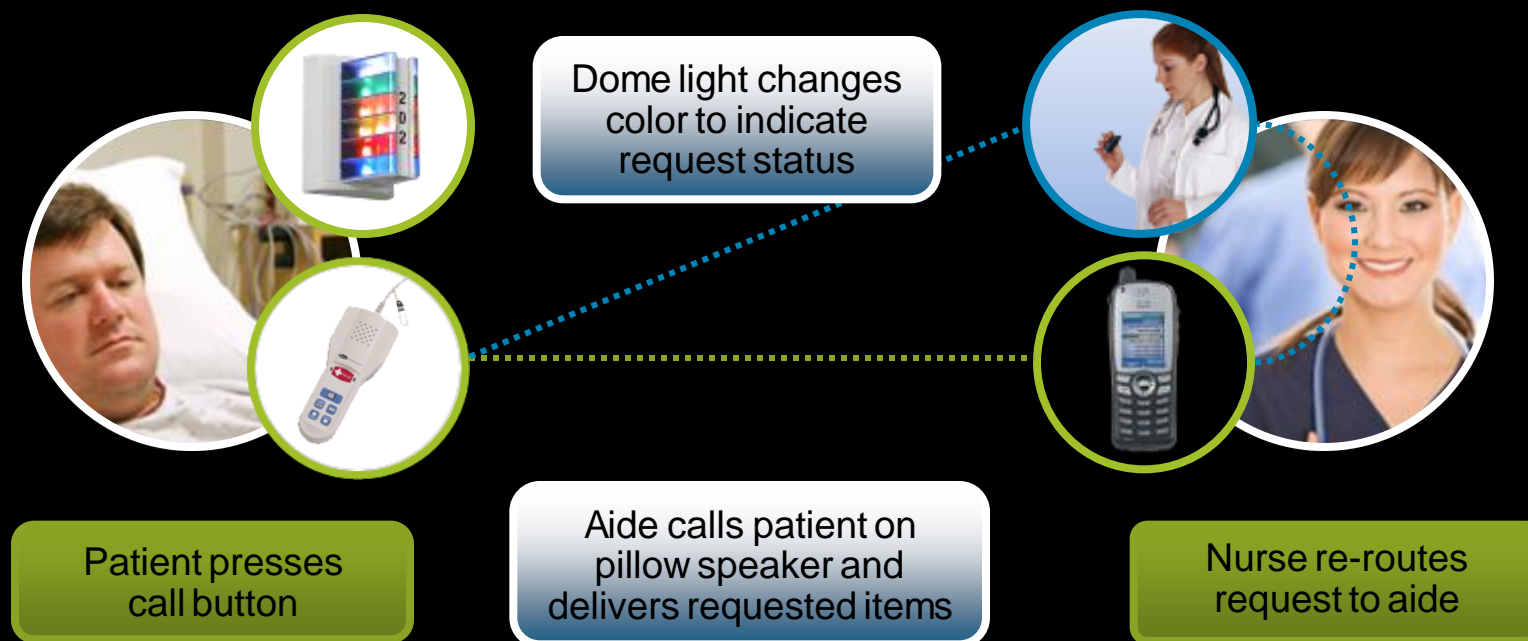 Dome light changes
color to indicate
request status
202
Patient presses
call button
Aide calls patient on
pillow speaker and
delivers requested items
Nurse re-routes
request to aide